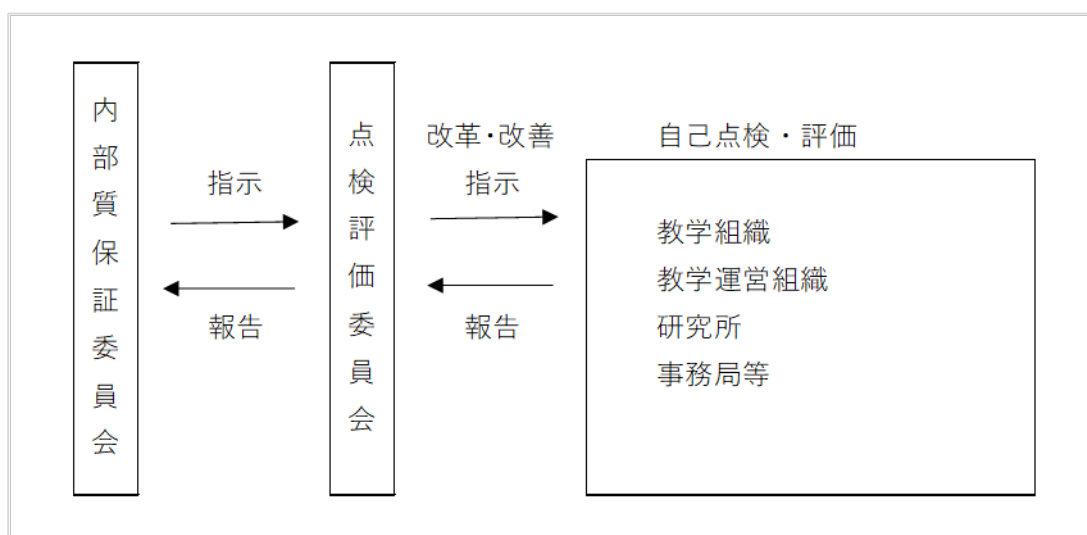 内部質保証委員会
指示
報告
点検評価委員会
改革・改善
指示
報告
自己点検・評価
教学組織
教学運営組織
研究所
事務局等